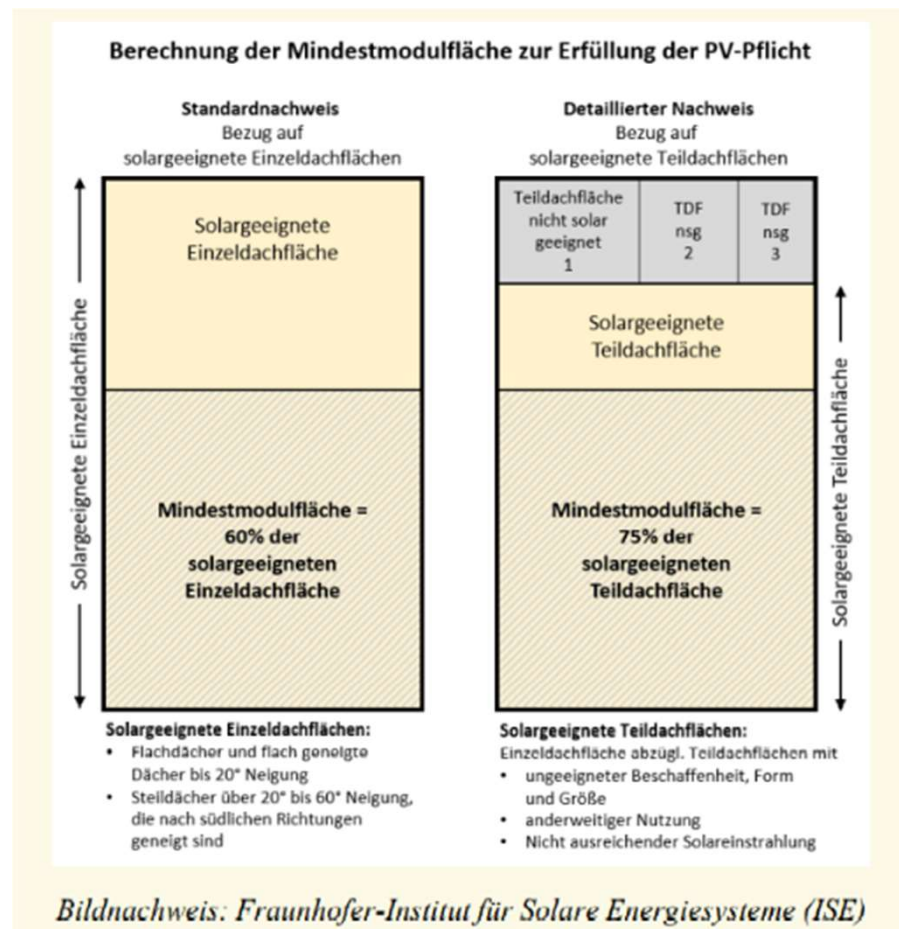 Berechnung der Mindestmodulfläche zur Erfüllung der PV-Pflicht
Standardnachweis
Bezug auf
solargeeignete Einzeldachflächen
Solargeeignete Einzeldachfläche
Solargeeignete
Einzeldachfläche
Mindestmodulfläche =
60% der
solargeeigneten
Einzeldachfläche
Solargeeignete Einzeldachflächen:
• Flachdächer und flach geneigte
Dächer bis 20° Neigung
• Steildächer über 20° bis 60° Neigung,
die nach südlichen Richtungen
geneigt sind
Detaillierter Nachweis
Bezug auf
solargeeignete Teildachflächen
Teildachfläche
nicht solar
geeignet
1
TDF
nsg
2
TDF
nsg
3
Solargeeignete
Teildachfläche
Mindestmodulfläche =
75% der
solargeeigneten
Teildachfläche
Solargeeignete Teildachfläche
Solargeeignete Teildachflächen:
Einzeldachfläche abzügl. Teildachflächen mit
• ungeeigneter Beschaffenheit, Form
und Größe
• anderweitiger Nutzung
• Nicht ausreichender Solareinstrahlung
Bildnachweis: Fraunhofer-Institut für Solare Energiesysteme (ISE)